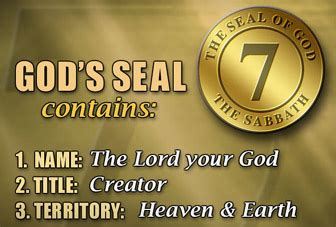 THE SEAL OF GOD
7
THE SABBATH
GOD'S SEAL
contains:
1. NAME: The Lord your God
2. TITLE: Creator
3. TERRITORY: Heaven & Earth